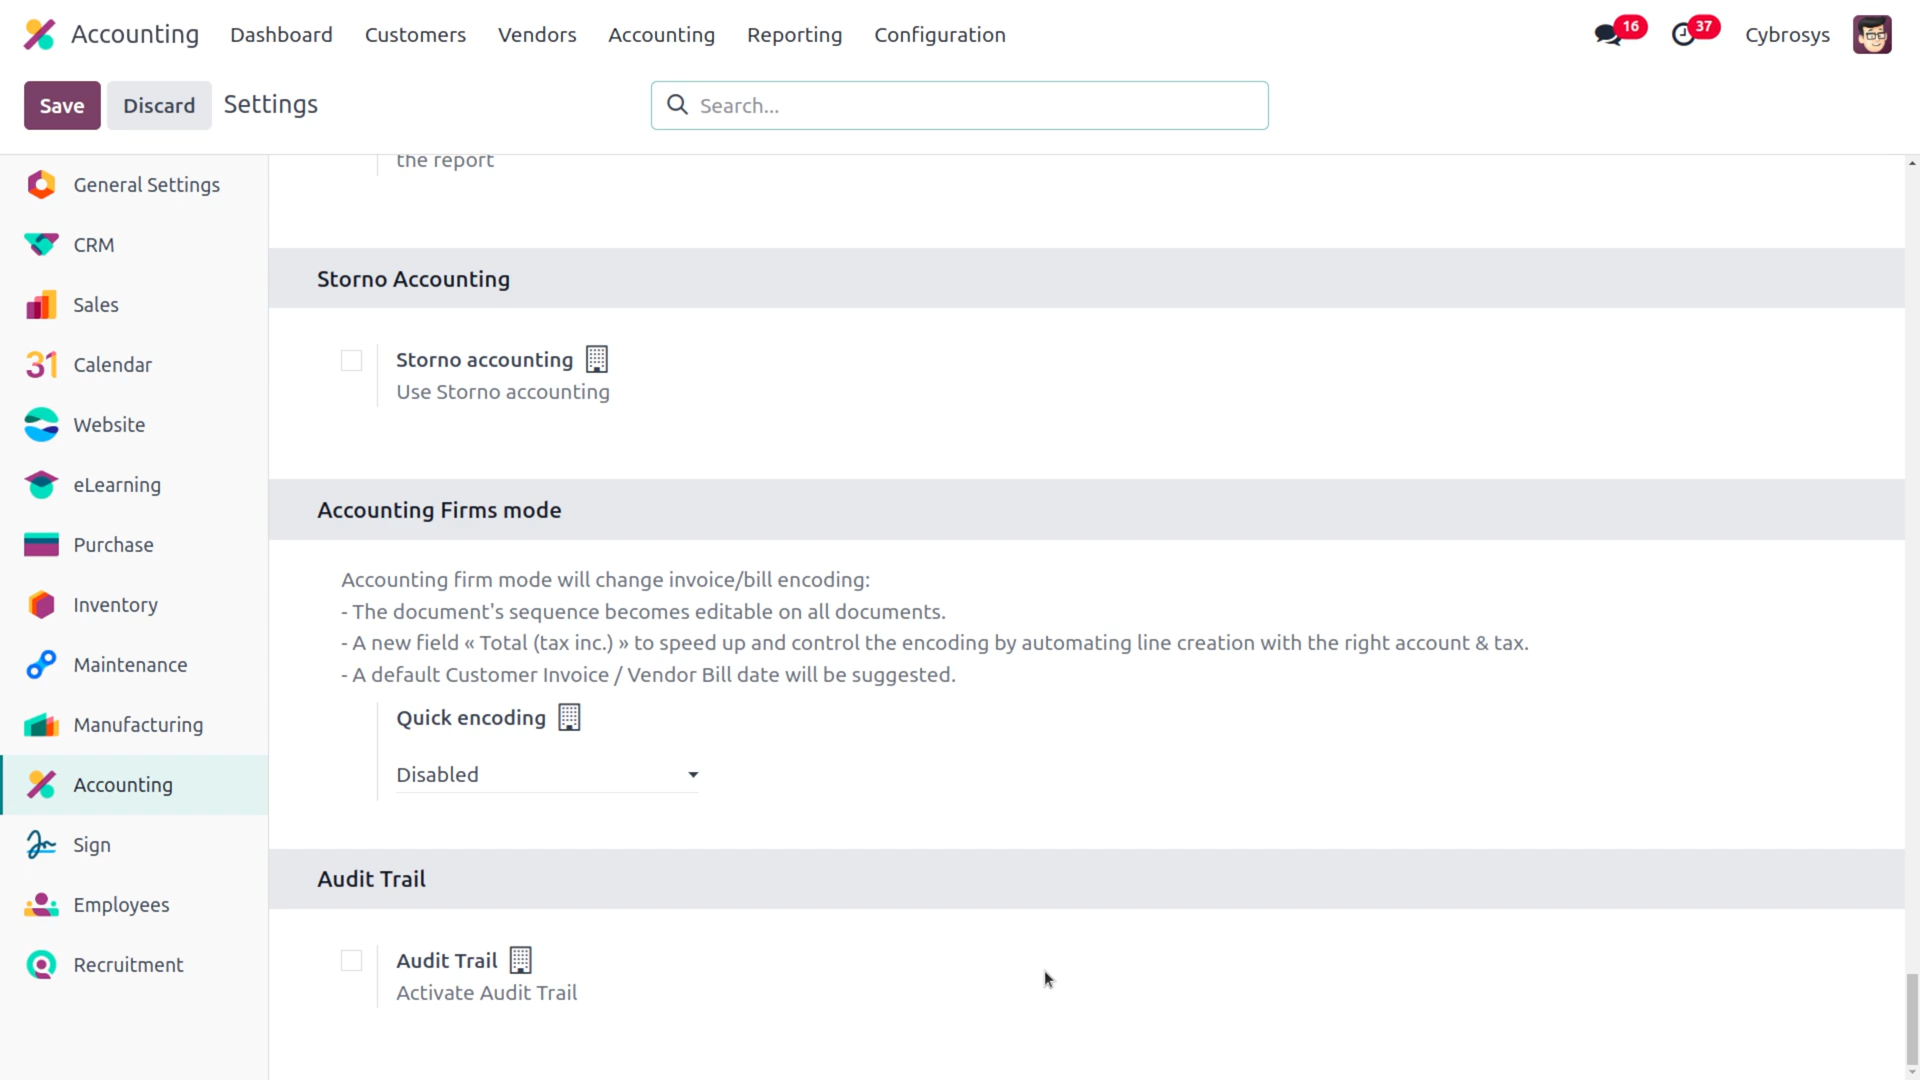 Accounting Dashboard Customers Vendors Accounting Reporting Configuration 16 37 Cybrosys
Save Discard Settings Search...
the report
General Settings
CRM
Sales
31 Calendar
Website
eLearning
Purchase
Inventory
Maintenance
Manufacturing
Accounting
Sign
Employees
Recruitment
Storno Accounting
Storno accounting
Use Storno accounting
Accounting Firms mode
Accounting firm mode will change invoice/bill encoding:
- The document's sequence becomes editable on all documents.
- A new field « Total (tax inc.) » to speed up and control the encoding by automating line creation with the right account & tax.
- A default Customer Invoice / Vendor Bill date will be suggested.
Quick encoding
Disabled
Audit Trail
Audit Trail
Activate Audit Trail